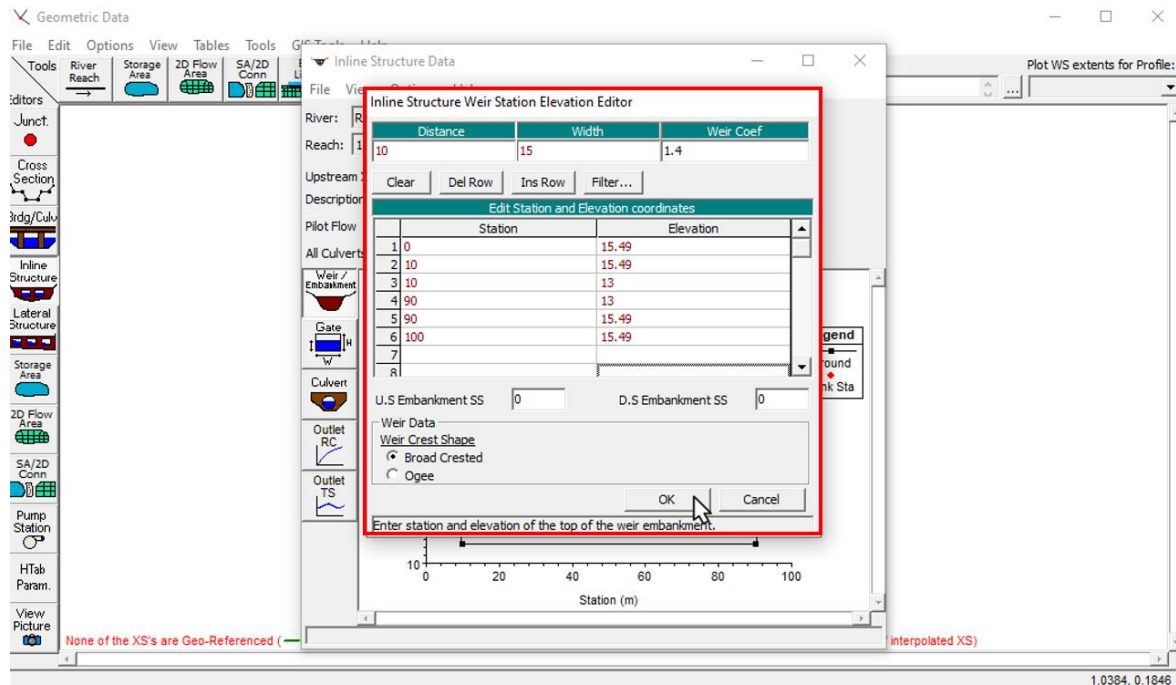 Geometric Data
File Edit Options View Tables Tools GIS Tools Help
Tools
Editors
River
Reach
Storage
Area
2D Flow
Area
SA/2D
Conn
Plot WS extents for Profile:
...
Junct.
Cross
Section
Brdg/Culv
Inline
Structure
Lateral
Structure
Storage
Area
2D Flow
Area
SA/2D
Conn
Pump
Station
HTab
Param.
View
Picture
Inline Structure Data
File
River:
Reach: 1
Upstream
Description
Pilot Flow
All Culverts
Weir /
Embankment
Gate
H
W
Culvert
Outlet
RC
Outlet
TS
Inline Structure Weir Station Elevation Editor
Distance Width Weir Coef
10 15 1.4
Clear Del Row Ins Row Filter...
Edit Station and Elevation coordinates
Station Elevation
1 0 15.49
2 10 15.49
3 10 13
4 90 13
5 90 15.49
6 100 15.49
7
8
U.S Embankment SS 0 D.S Embankment SS 0
Weir Data
Weir Crest Shape
Broad Crested
Ogee
OK Cancel
Enter station and elevation of the top of the weir embankment.
10
0 20 40 60 80 100
Station (m)
None of the XS's are Geo-Referenced (
interpolated XS)
1.0384, 0.1846